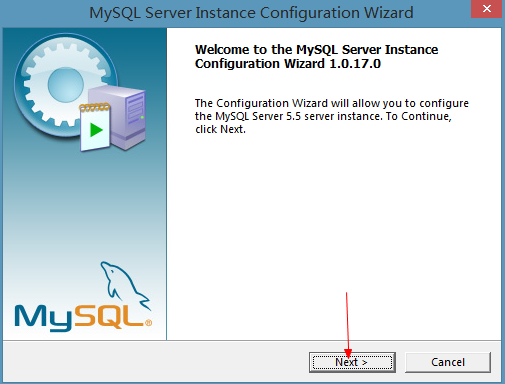 MySQL Server Instance Configuration Wizard
Welcome to the MySQL Server Instance
Configuration Wizard 1.0.17.0
The Configuration Wizard will allow you to configure
the MySQL Server 5.5 server instance. To Continue,
click Next.
MySQL®
Next >
Cancel